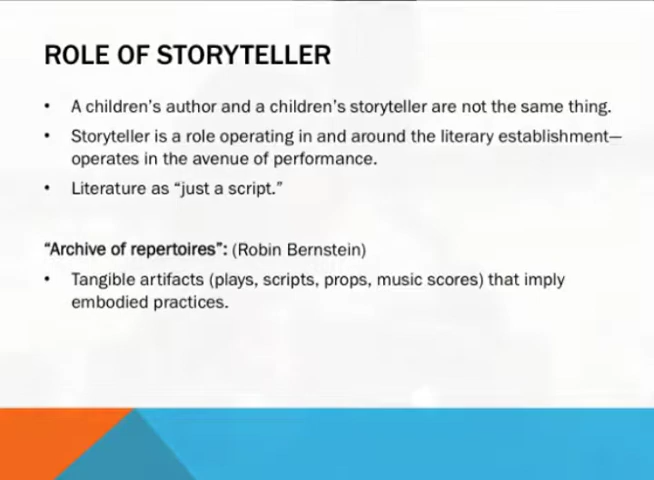 ROLE OF STORYTELLER
• A children's author and a children's storyteller are not the same thing.
• Storyteller is a role operating in and around the literary establishment—
operates in the avenue of performance.
• Literature as “just a script.”
“Archive of repertoires”: (Robin Bernstein)
• Tangible artifacts (plays, scripts, props, music scores) that imply
embodied practices.